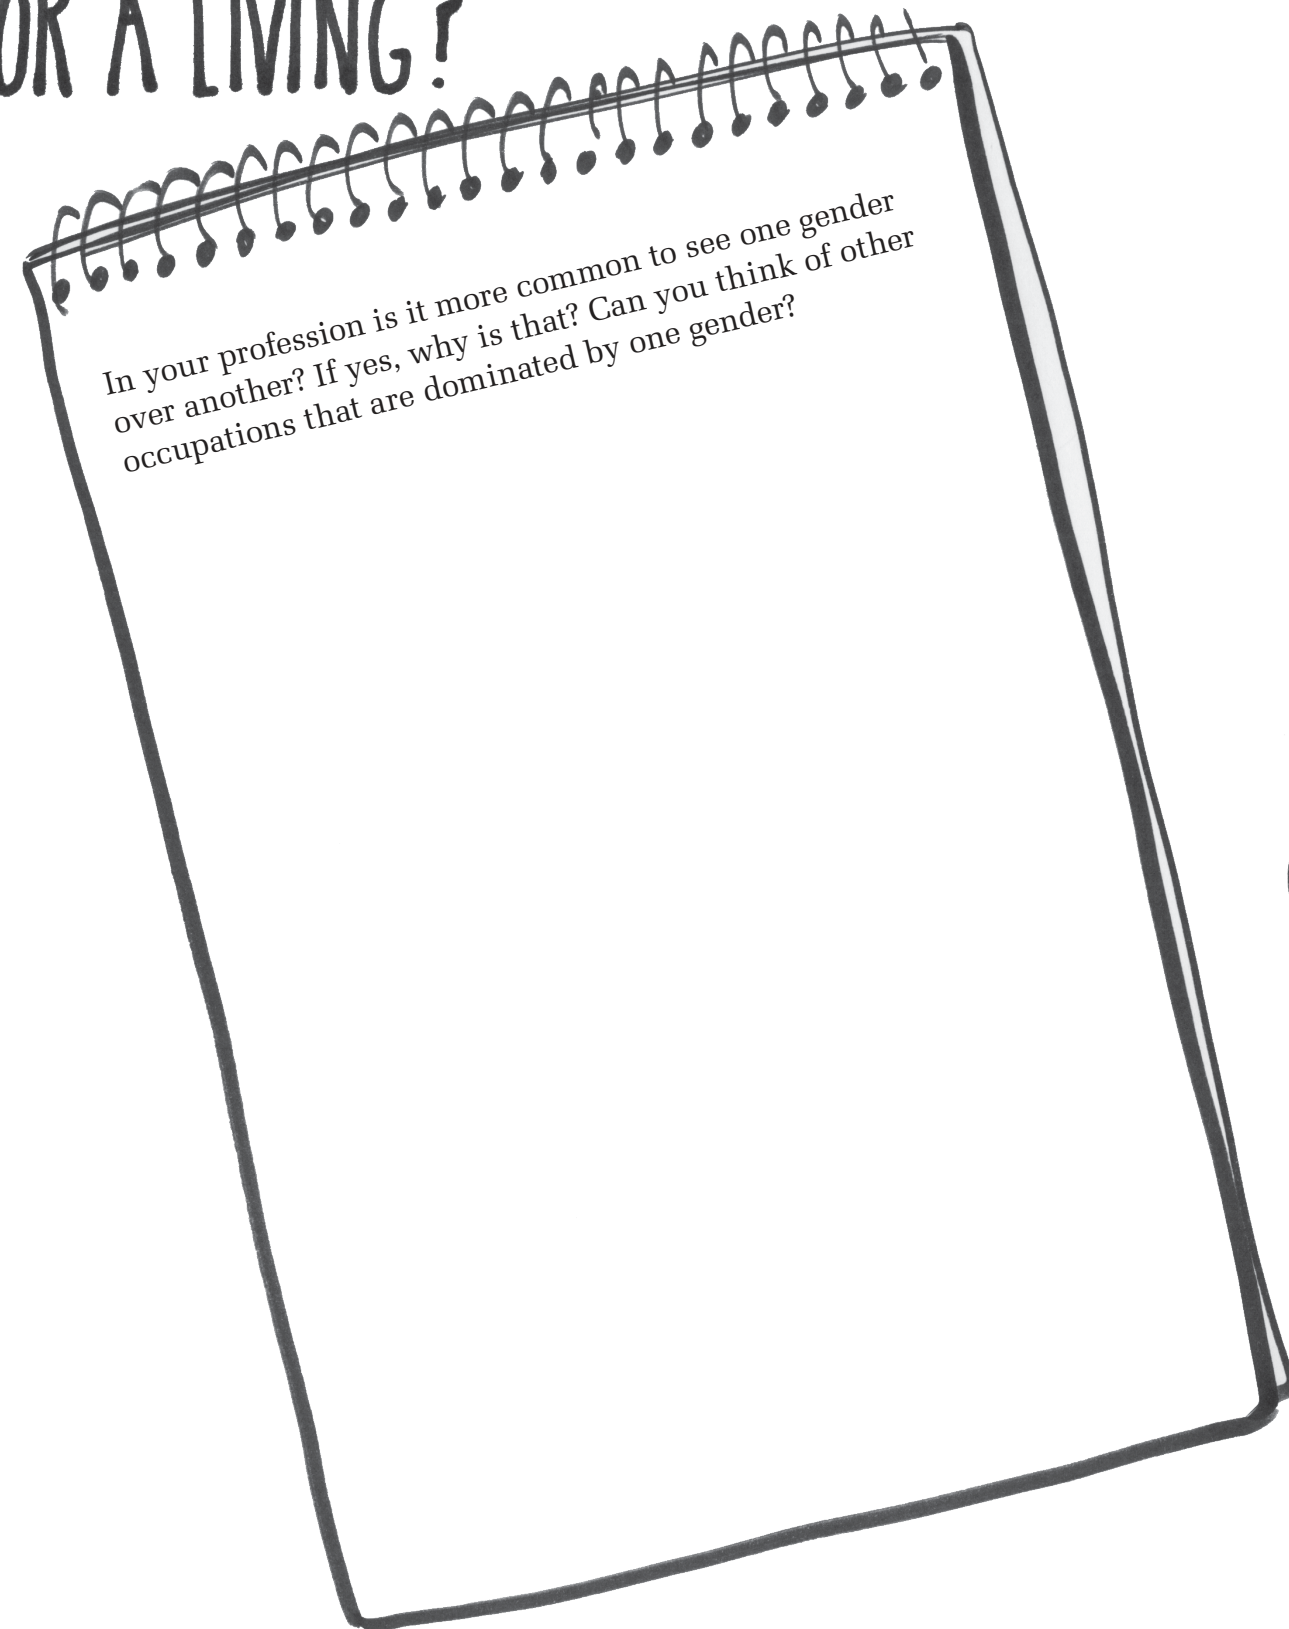 OR A LIVING?
In your profession is it more common to see one gender
over another? If yes, why is that? Can you think of other
occupations that are dominated by one gender?